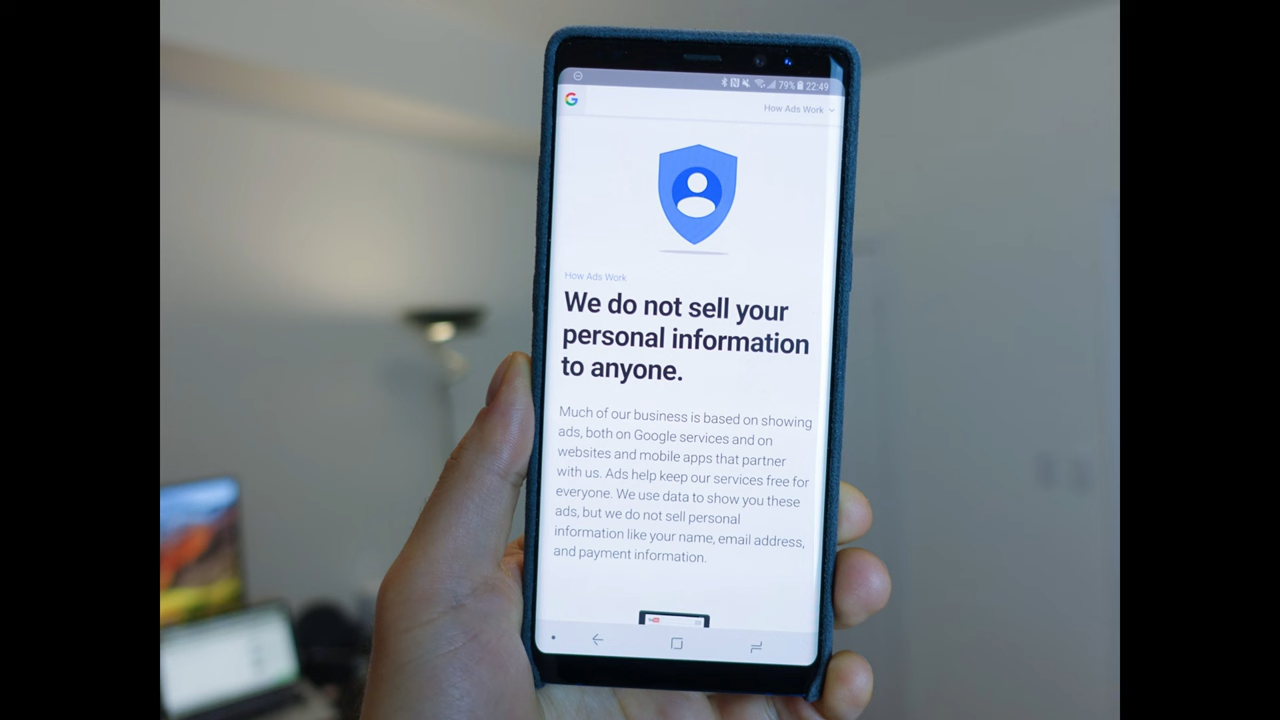 79% 22:49
G
How Ads Work
How Ads Work
We do not sell your
personal information
to anyone.
Much of our business is based on showing
ads, both on Google services and on
websites and mobile apps that partner
with us. Ads help keep our services free for
everyone. We use data to show you these
ads, but we do not sell personal
information like your name, email address,
and payment information.